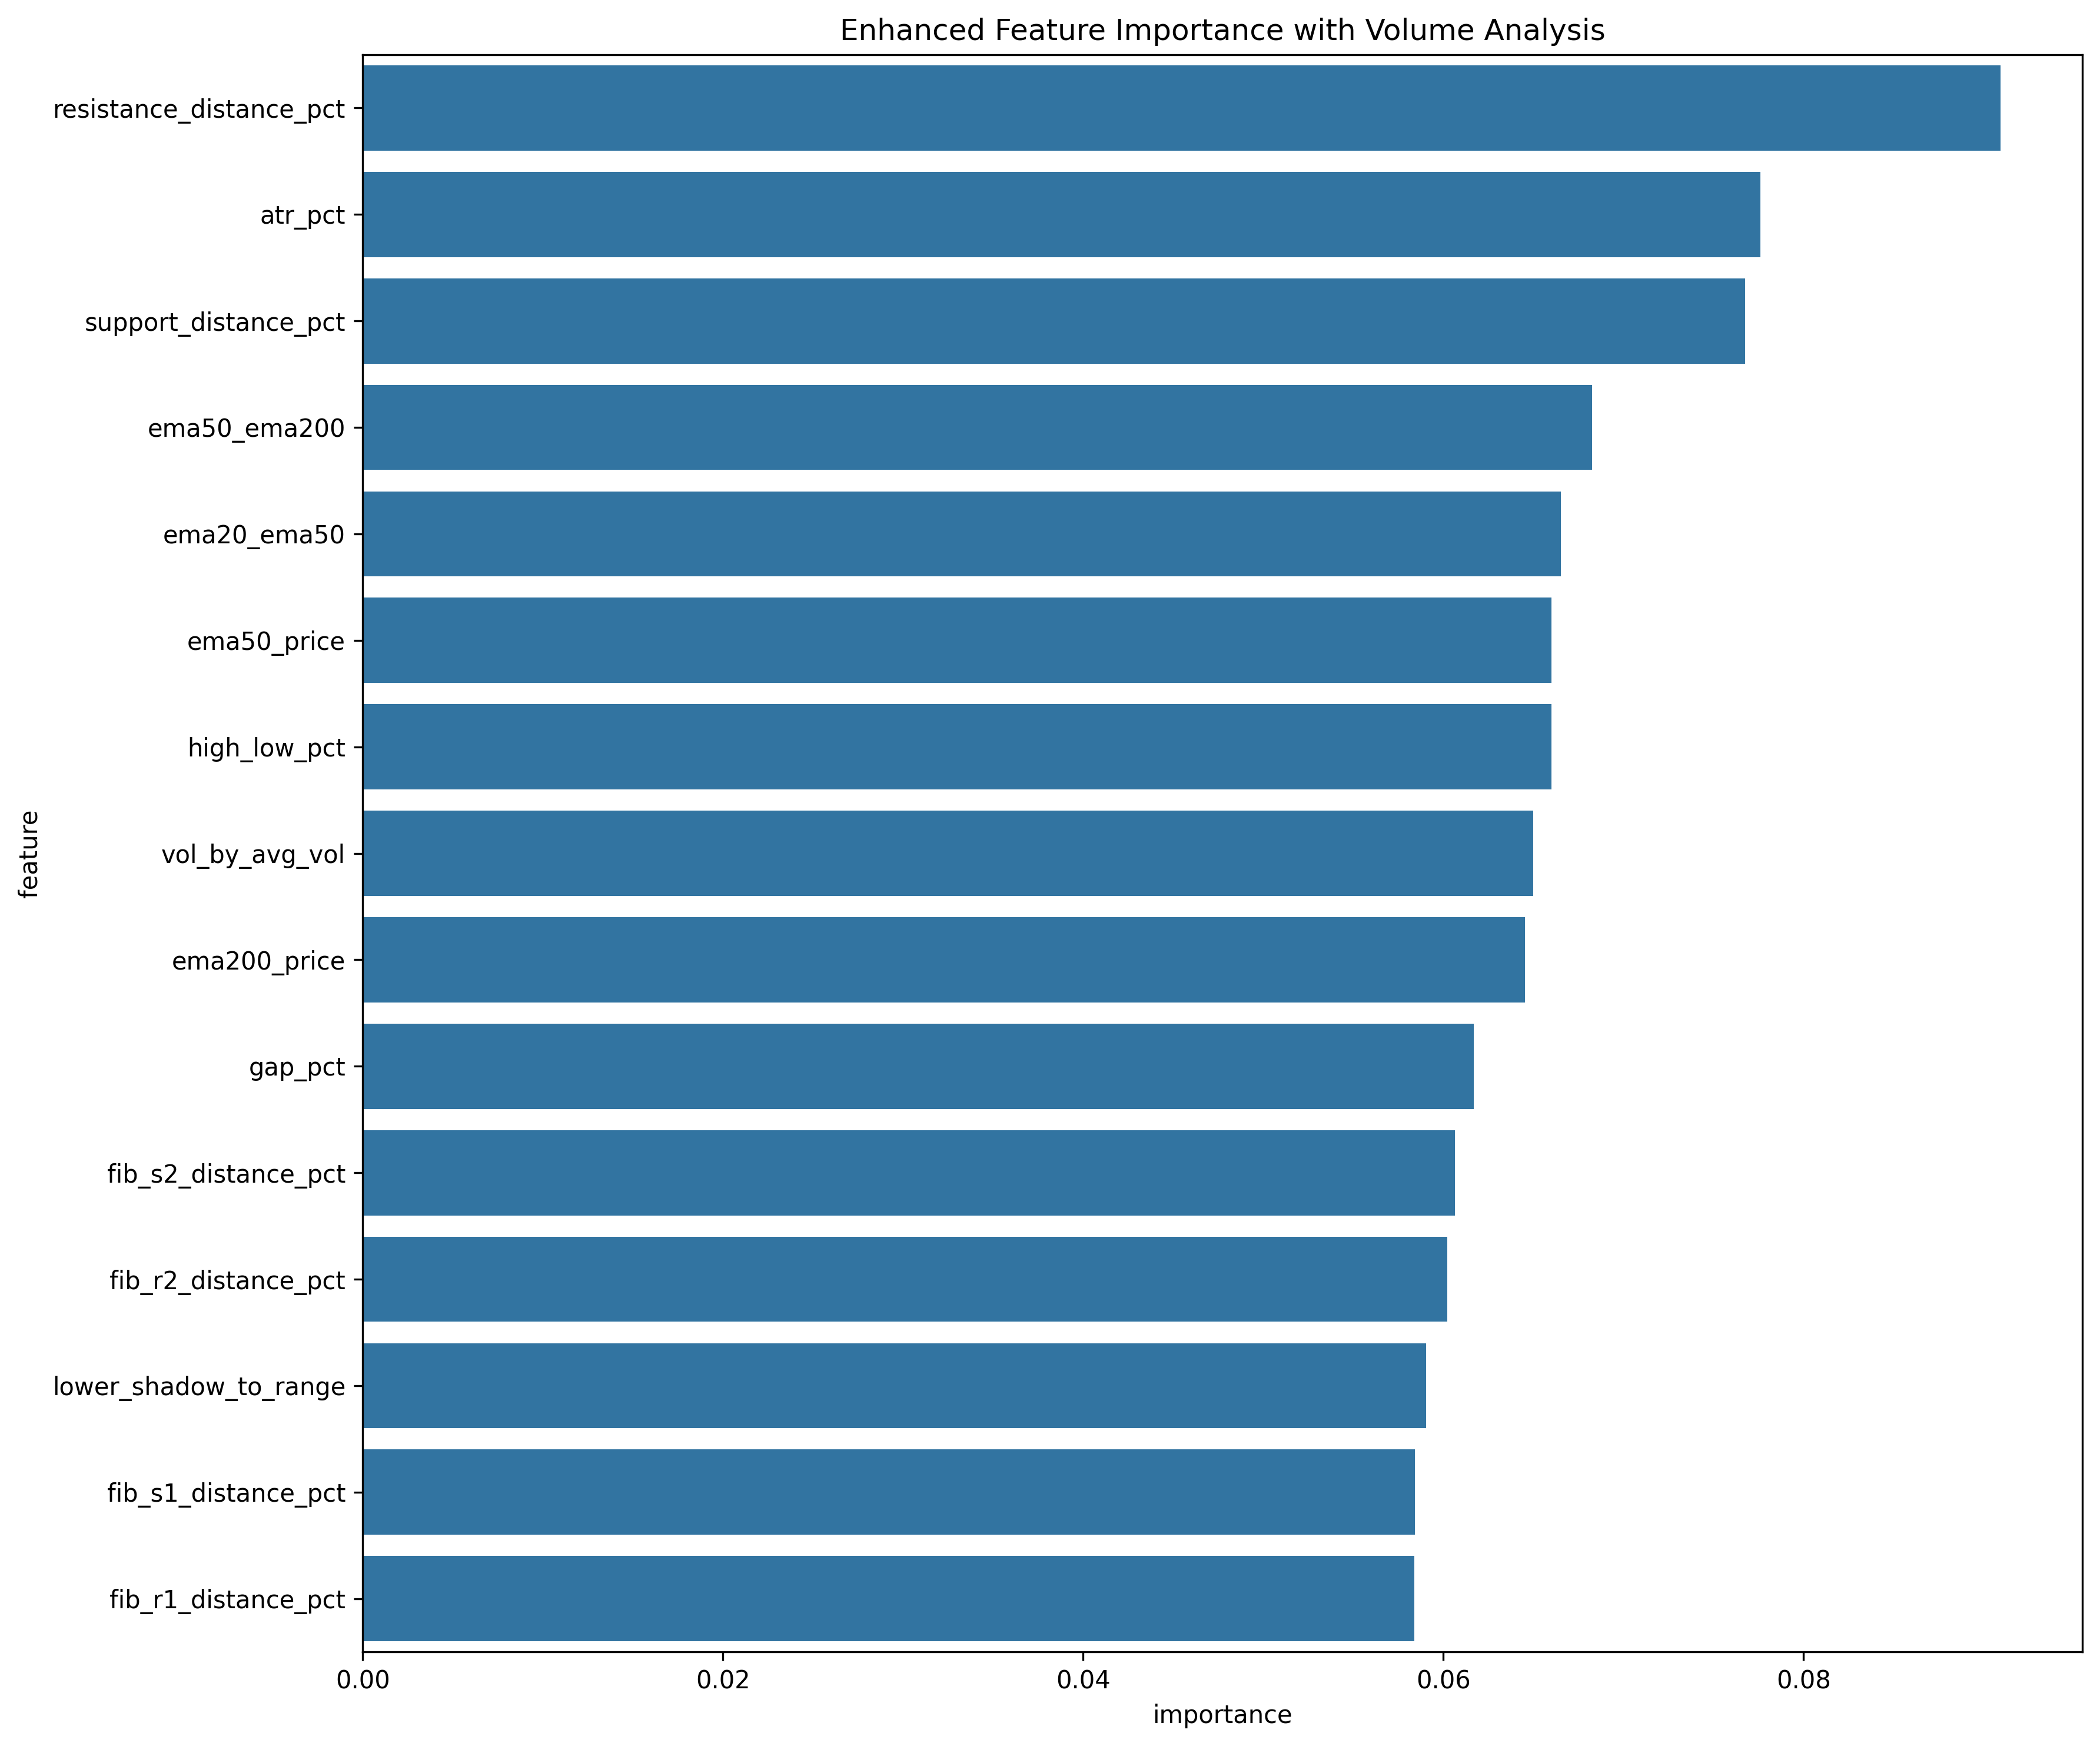 Enhanced Feature Importance with Volume Analysis
resistance_distance_pct
atr_pct
support_distance_pct
ema50_ema200
ema20_ema50
ema50_price
high_low_pct
vol_by_avg_vol
ema200_price
gap_pct
fib_s2_distance_pct
fib_r2_distance_pct
lower_shadow_to_range
fib_s1_distance_pct
fib_r1_distance_pct
feature
0.00 0.02 0.04 0.06 0.08
importance